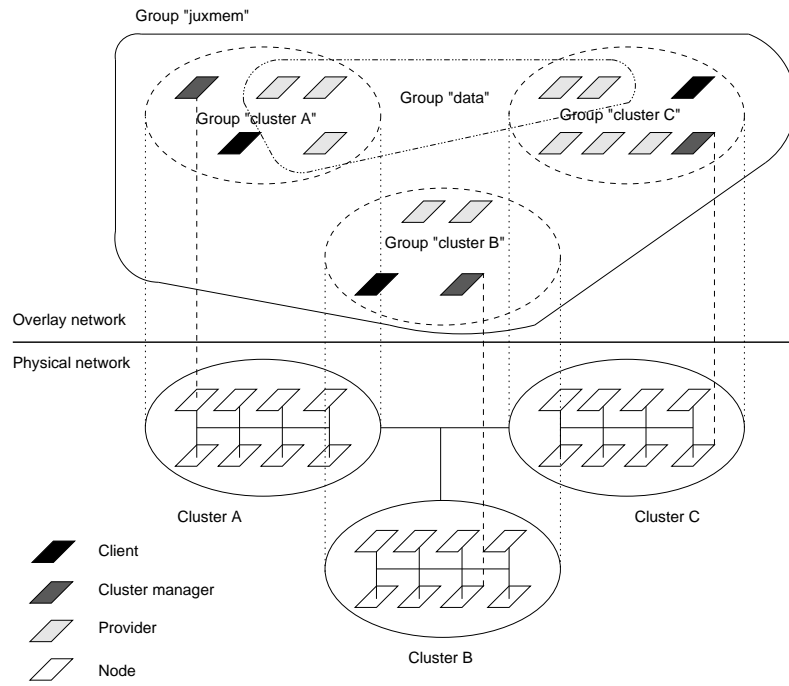 Group "juxmem"
Group "data"
Group "cluster A"
Group "cluster C"
Group "cluster B"
Overlay network
Physical network
Cluster A
Cluster C
Cluster B
Client
Cluster manager
Provider
Node